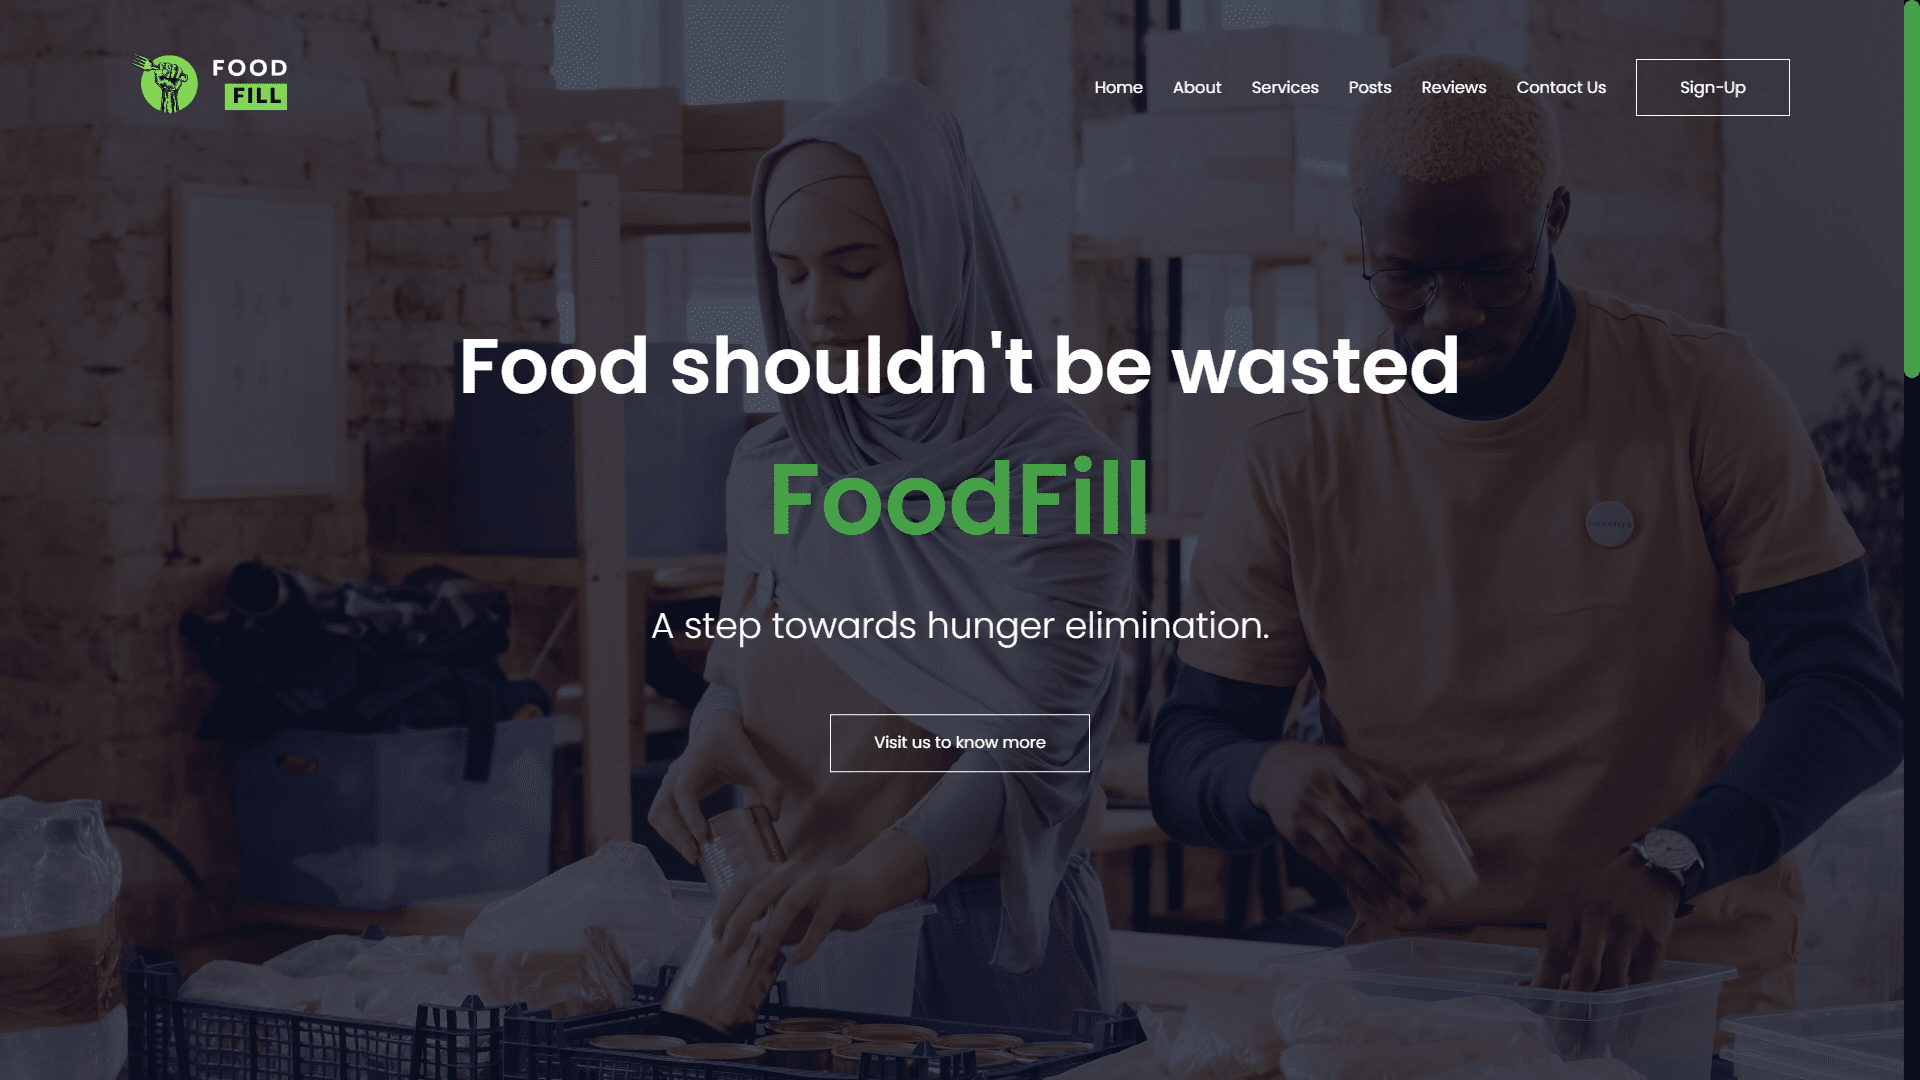 FOOD
FILL
Home About Services Posts Reviews Contact Us Sign-Up
Food shouldn't be wasted
FoodFill
A step towards hunger elimination.
VOLUNTEER
Visit us to know more